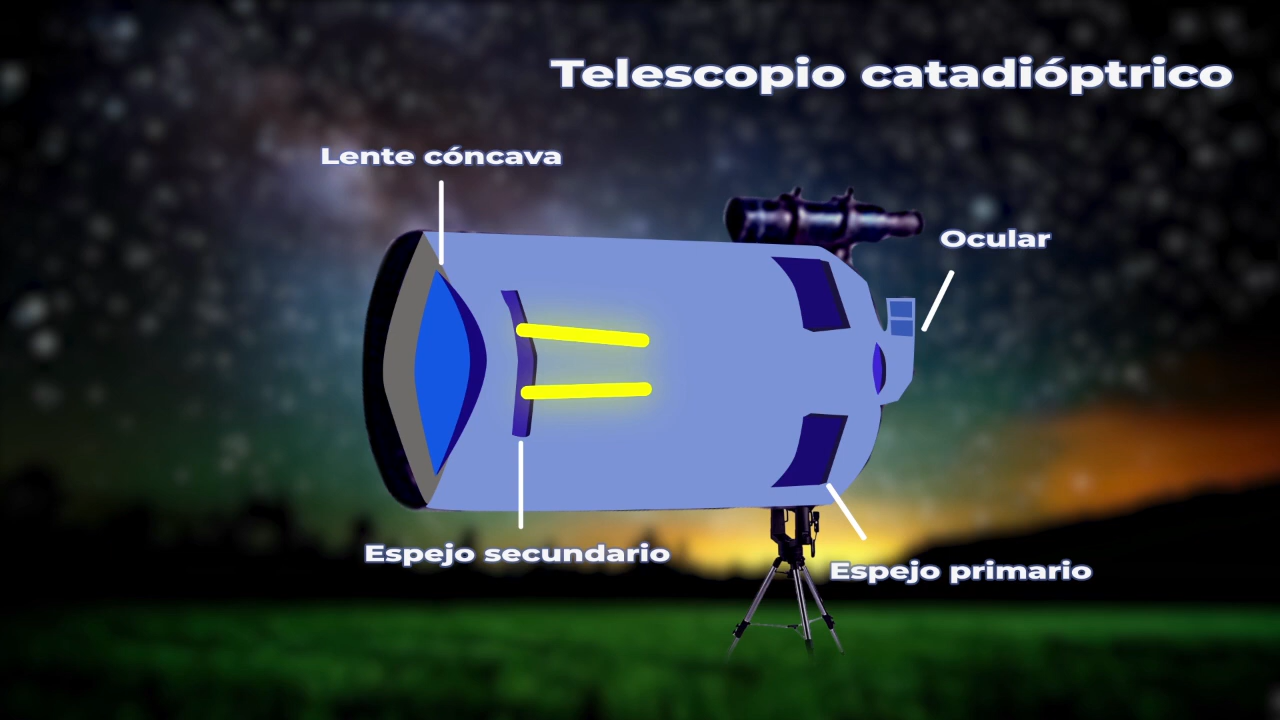 Telescopio catadióptrico
Lente cóncava
Ocular
Espejo secundario
Espejo primario